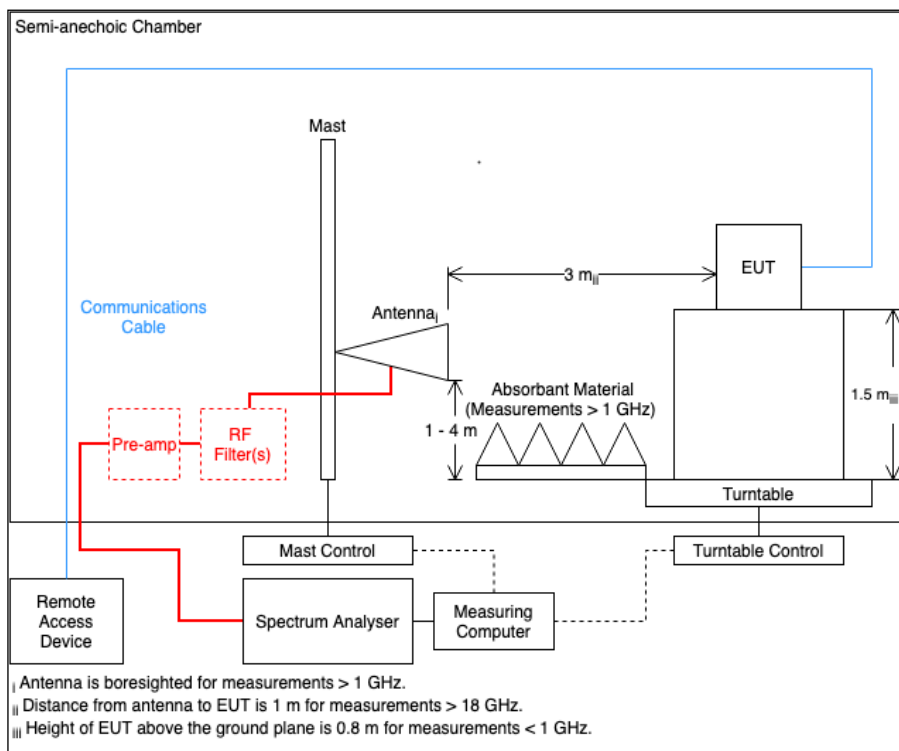 Semi-anechoic Chamber
Mast
EUT
3 mii
Communications
Cable
Antennai
Absorbant Material
(Measurements > 1 GHz)
1.5 miii
1 - 4 m
Pre-amp
RF
Filter(s)
Turntable
Mast Control
Turntable Control
Remote
Access
Device
Spectrum Analyser
Measuring
Computer
i Antenna is boresighted for measurements > 1 GHz.
ii Distance from antenna to EUT is 1 m for measurements > 18 GHz.
iii Height of EUT above the ground plane is 0.8 m for measurements < 1 GHz.